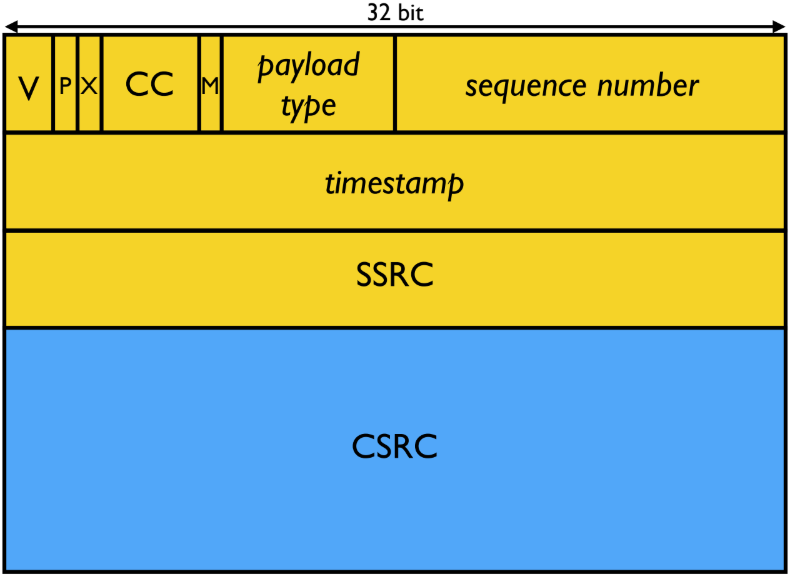 32 bit
V P X CC M payload type sequence number
timestamp
SSRC
CSRC